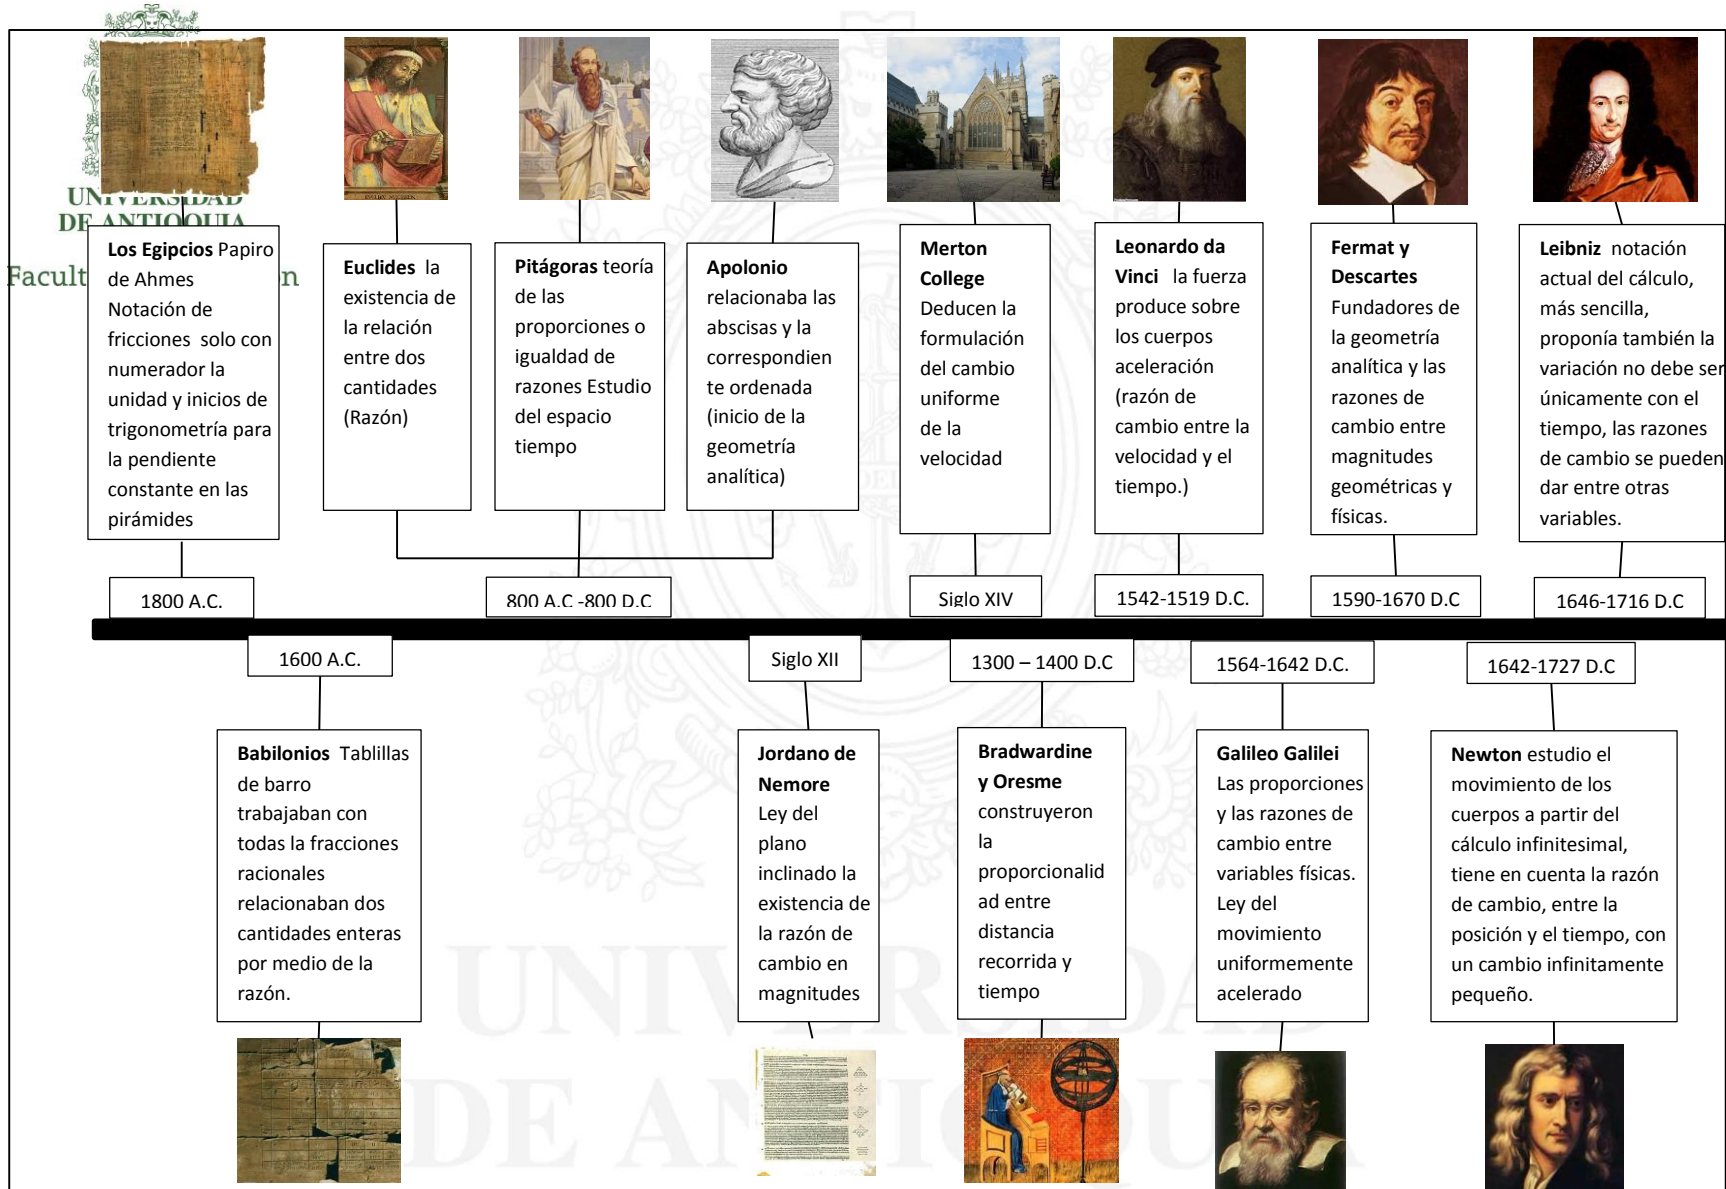 UNIVERSIDAD
DE ANTIOQUIA
Facult
n
Los Egipcios Papiro
de Ahmes
Notación de
fricciones solo con
numerador la
unidad y inicios de
trigonometría para
la pendiente
constante en las
pirámides
Euclides la
existencia de
la relación
entre dos
cantidades
(Razón)
Pitágoras teoría
de las
proporciones o
igualdad de
razones Estudio
del espacio
tiempo
Apolonio
relacionaba las
abscisas y la
correspondien
te ordenada
(inicio de la
geometría
analítica)
Merton
College
Deducen la
formulación
del cambio
uniforme
de la
velocidad
Leonardo da
Vinci la fuerza
produce sobre
los cuerpos
aceleración
(razón de
cambio entre la
velocidad y el
tiempo.)
Fermat y
Descartes
Fundadores de
la geometría
analítica y las
razones de
cambio entre
magnitudes
geométricas y
físicas.
Leibniz notación
actual del cálculo,
más sencilla,
proponía también la
variación no debe ser
únicamente con el
tiempo, las razones
de cambio se pueden
dar entre otras
variables.
1800 A.C.
800 A.C -800 D.C
Siglo XIV
1542-1519 D.C.
1590-1670 D.C
1646-1716 D.C
1600 A.C.
Siglo XII
1300 – 1400 D.C
1564-1642 D.C.
1642-1727 D.C
Babilonios Tablillas
de barro
trabajaban con
todas la fracciones
racionales
relacionaban dos
cantidades enteras
por medio de la
razón.
Jordano de
Nemore
Ley del
plano
inclinado la
existencia de
la razón de
cambio en
magnitudes
Bradwardine
y Oresme
construyeron
la
proporcionalid
ad entre
distancia
recorrida y
tiempo
Galileo Galilei
Las proporciones
y las razones de
cambio entre
variables físicas.
Ley del
movimiento
uniformemente
acelerado
Newton estudio el
movimiento de los
cuerpos a partir del
cálculo infinitesimal,
tiene en cuenta la razón
de cambio, entre la
posición y el tiempo, con
un cambio infinitamente
pequeño.
UNIVERSIDAD
DE ANTIOQUIA